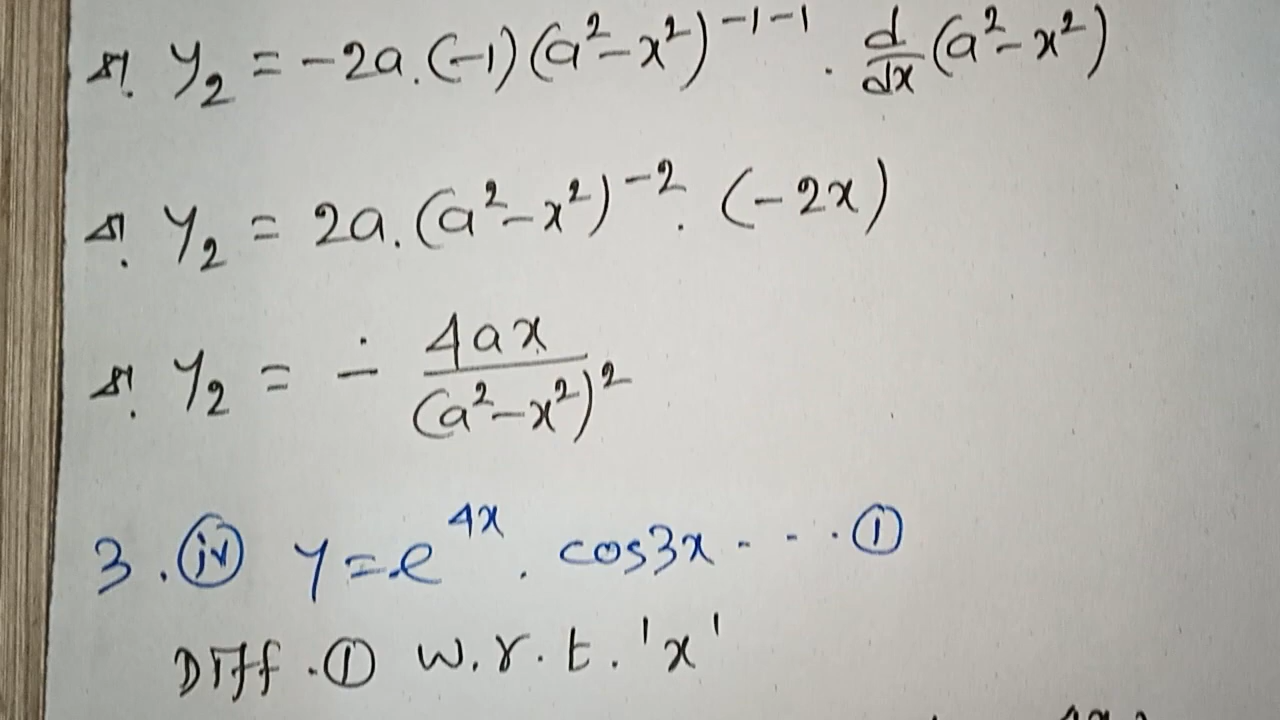 বা. y₂ = -2a.(-1)(a²-x²)⁻¹⁻¹ . d/dx (a²-x²)
বা. y₂ = 2a.(a²-x²)⁻² . (-2x)
বা. y₂ = - 4ax/(a²-x²)²
3. (iv) y = e⁴ˣ . cos3x - - - ①
Diff. ① w.r.t. 'x'